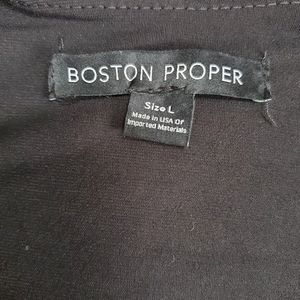 BOSTON PROPER
Size L
Made in USA Of
Imported Materials